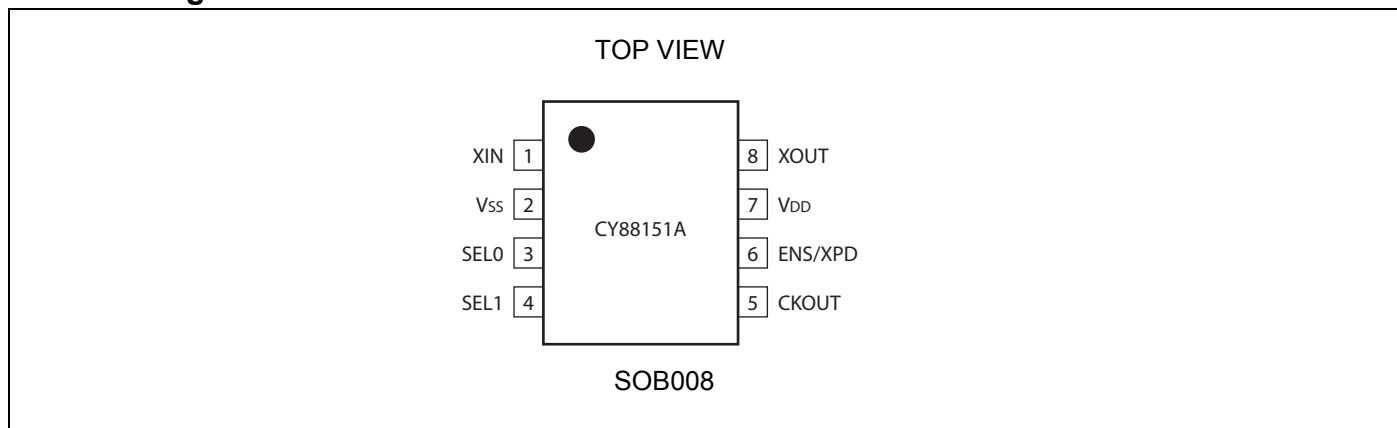 TOP VIEW
XIN 1
8 XOUT
Vss 2
7 VDD
CY88151A
SEL0 3
6 ENS/XPD
SEL1 4
5 CKOUT
SOB008